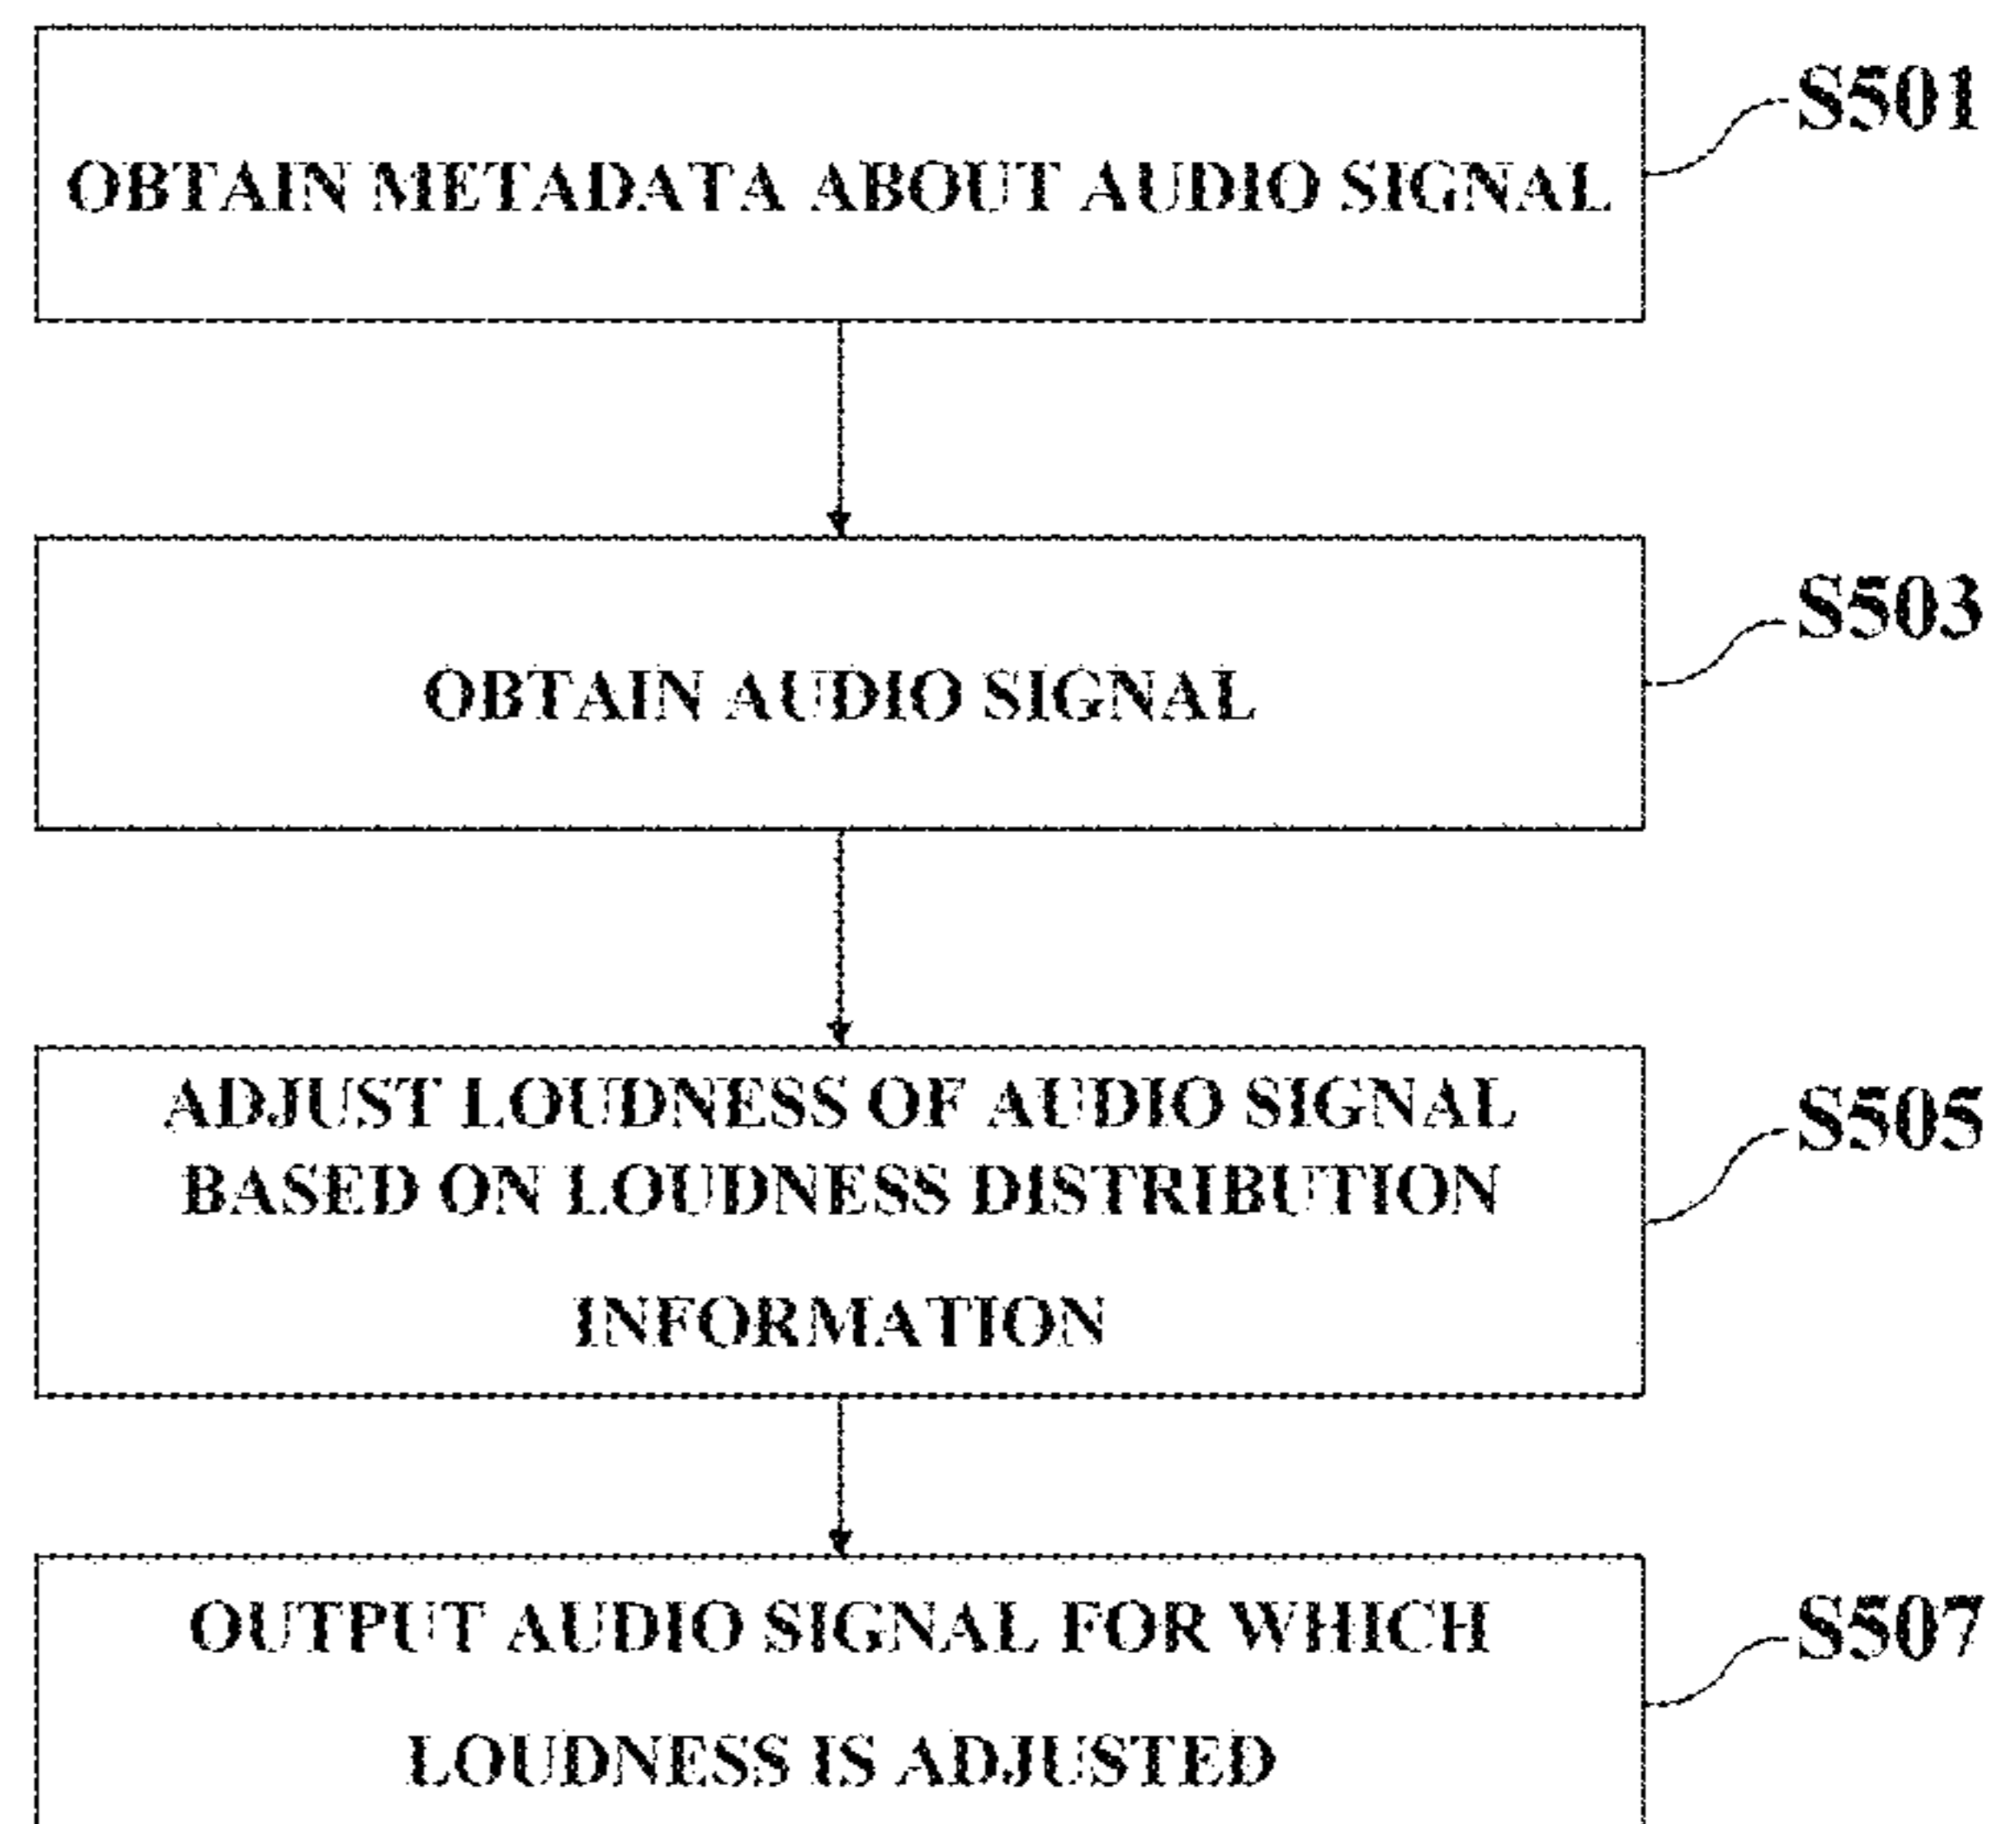 S501
OBTAIN METADATA ABOUT AUDIO SIGNAL
S503
OBTAIN AUDIO SIGNAL
ADJUST LOUDNESS OF AUDIO SIGNAL
S505
BASED ON LOUDNESS DISTRIBUTION
INFORMATION
OUTPUT AUDIO SIGNAL FOR WHICH
S507
LOUDNESS IS ADJUSTED